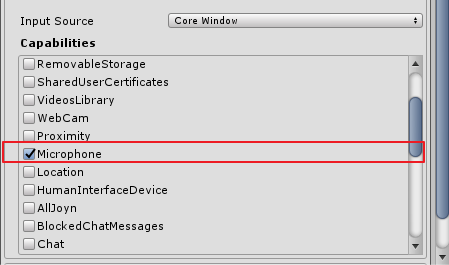 Input Source Core Window
Capabilities
RemovableStorage
SharedUserCertificates
VideosLibrary
WebCam
Proximity
Microphone
Location
HumanInterfaceDevice
AllJoyn
BlockedChatMessages
Chat